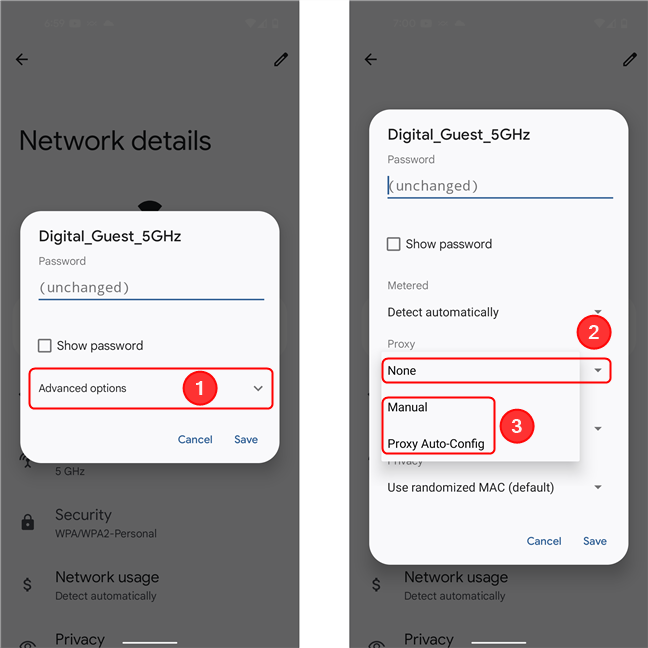 Network details
Digital_Guest_5GHz
Password
(unchanged)
Show password
Advanced options
1
Cancel
Save
5 GHz
Security
WPA/WPA2-Personal
Network usage
Detect automatically
Privacy
Digital_Guest_5GHz
Password
(unchanged)
Show password
Metered
Detect automatically
2
Proxy
None
Manual
3
Proxy Auto-Config
Privacy
Use randomized MAC (default)
Cancel
Save
Network usage
Detect automatically
Privacy